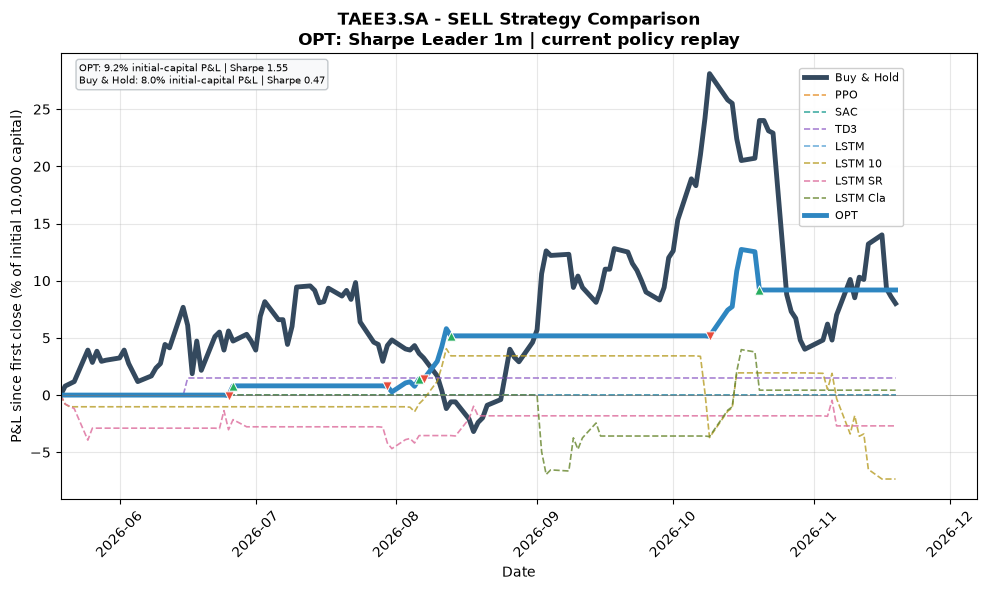 TAEE3.SA - SELL Strategy Comparison
OPT: Sharpe Leader 1m | current policy replay
OPT: 9.2% initial-capital P&L | Sharpe 1.55
Buy & Hold: 8.0% initial-capital P&L | Sharpe 0.47
Buy & Hold
PPO
SAC
TD3
LSTM
LSTM 10
LSTM SR
LSTM Cla
OPT
P&L since first close (% of initial 10,000 capital)
25
20
15
10
5
0
−5
2026-06
2026-07
2026-08
2026-09
2026-10
2026-11
2026-12
Date